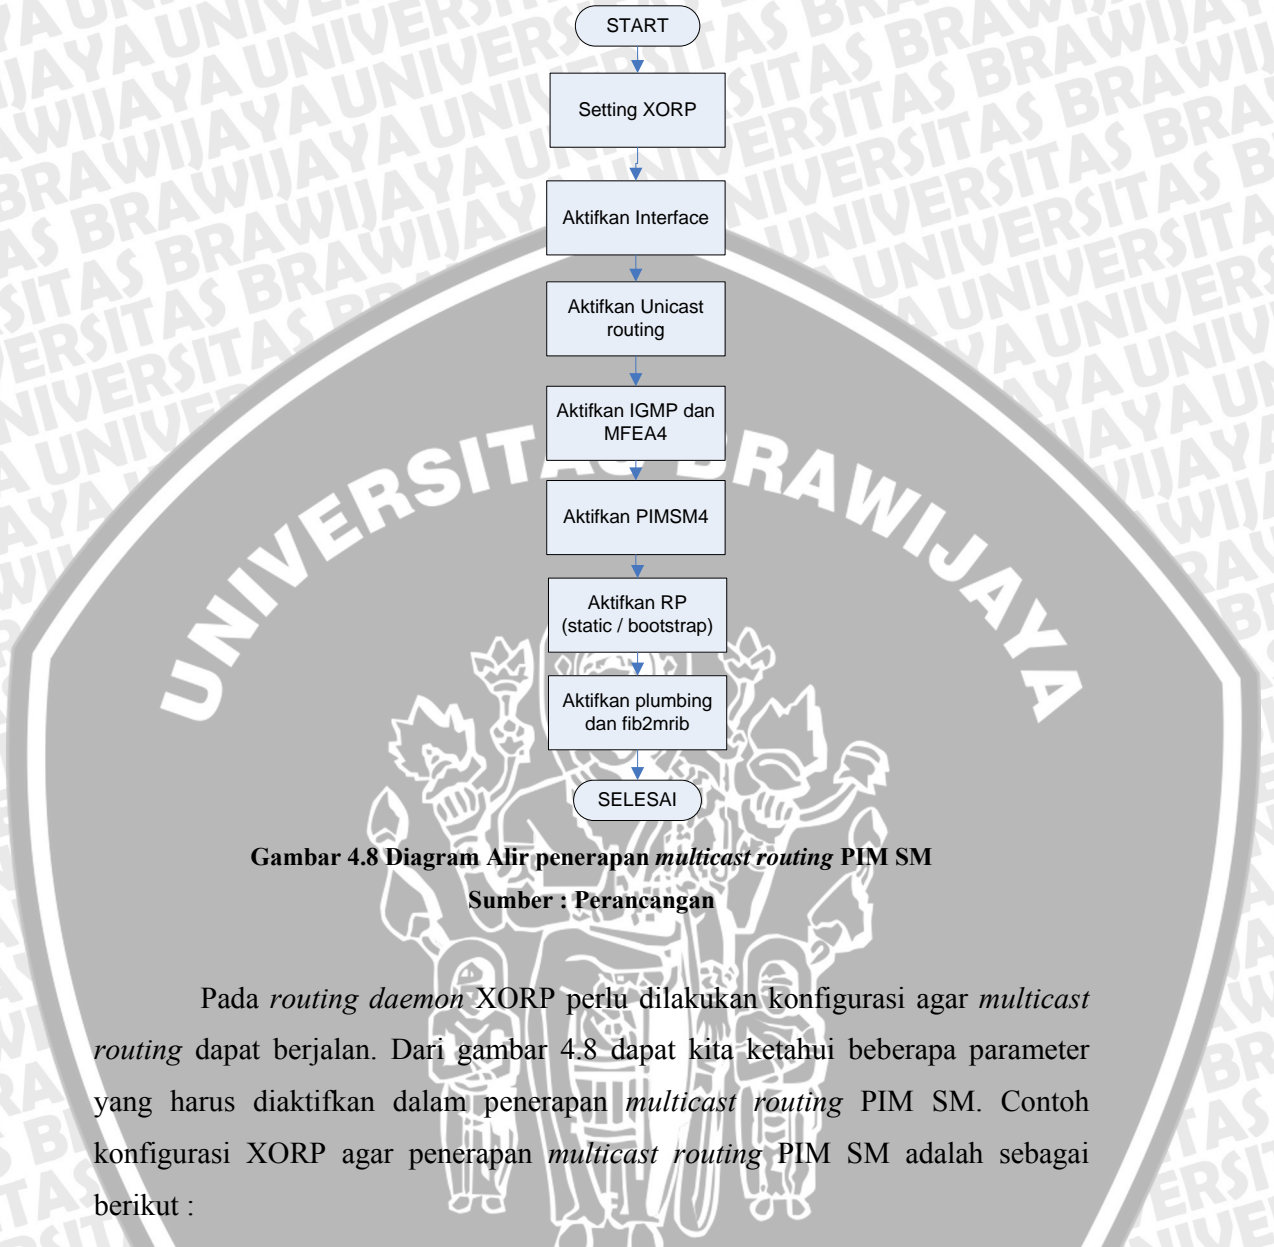 START
Setting XORP
Aktifkan Interface
Aktifkan Unicast
routing
Aktifkan IGMP dan
MFEA4
UNIVERSITAS BRAWIJAYA
Aktifkan PIMSM4
Aktifkan RP
(static / bootstrap)
Aktifkan plumbing
dan fib2mrib
SELESAI
Gambar 4.8 Diagram Alir penerapan multicast routing PIM SM
Sumber : Perancangan
Pada routing daemon XORP perlu dilakukan konfigurasi agar multicast
routing dapat berjalan. Dari gambar 4.8 dapat kita ketahui beberapa parameter
yang harus diaktifkan dalam penerapan multicast routing PIM SM. Contoh
konfigurasi XORP agar penerapan multicast routing PIM SM adalah sebagai
berikut :